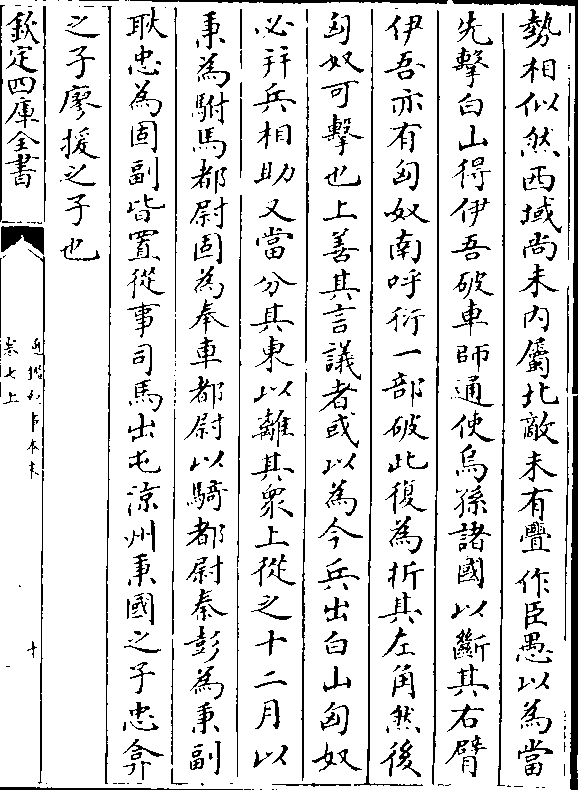 勢相似然西域尚未内屬北敵未有釁作臣愚以為當
先擊白山得伊吾破車師通使烏孫諸國以斷其右臂
伊吾亦有匈奴南呼衍一部破此復為折其左角然後
匈奴可擊也上善其言議者或以為今兵出白山匈奴
必并兵相助又當分其東以離其衆上從之十二月以
秉為駙馬都尉固為奉車都尉以騎都尉秦彭為秉副
耿忠為固副皆置從事司馬出屯涼州秉國之子忠弇
之子廖援之子也
欽定四庫全書
卷七上
十